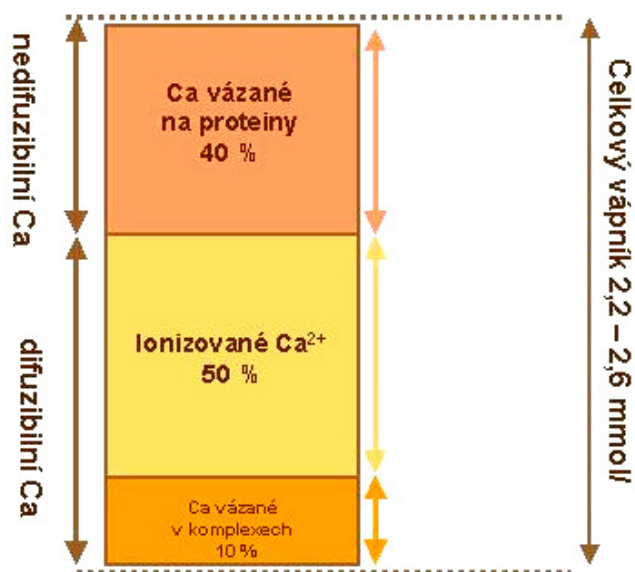 nedifuzibilní Ca
Ca vázané
na proteiny
40 %
difuzibilní Ca
Ionizované Ca²⁺
50 %
Ca vázané
v komplexech
10 %
Celkový vápník 2,2 – 2,6 mmol/